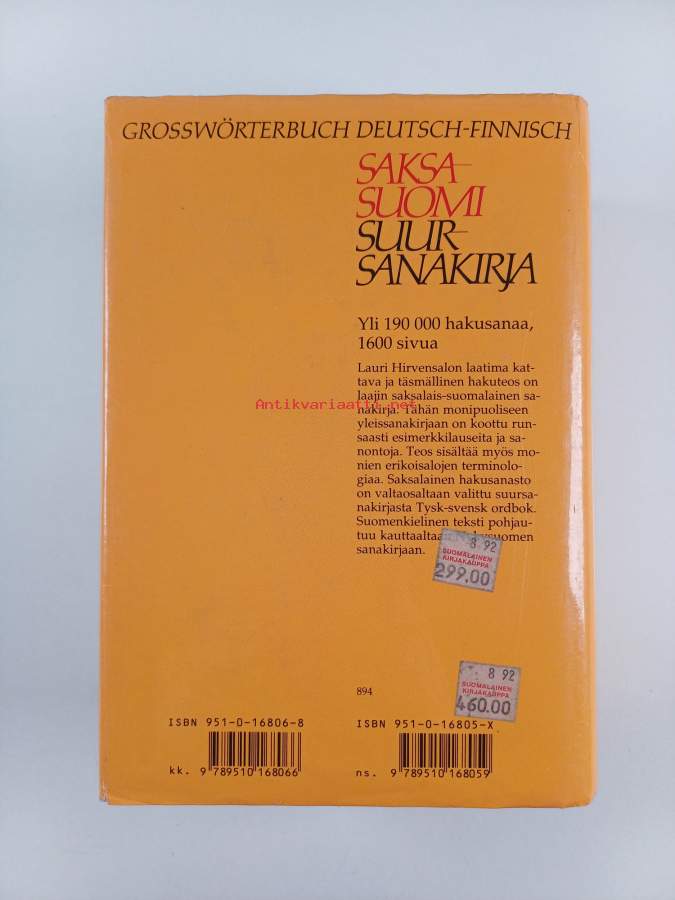 GROSSWÖRTERBUCH DEUTSCH-FINNISCH
SAKSA-
SUOMI
SUUR-
SANAKIRJA
Yli 190 000 hakusanaa,
1600 sivua
Lauri Hirvensalon laatima kat-
tava ja täsmällinen hakuteos on
laajin saksalais-suomalainen sa-
nakirja. Tähän monipuoliseen
yleissanakirjaan on koottu run-
saasti esimerkkilauseita ja sa-
nontoja. Teos sisältää myös mo-
nien erikoisalojen terminolo-
giaa. Saksalainen hakusanasto
on valtaosaltaan valittu suursa-
nakirjasta Tysk-svensk ordbok.
Suomenkielinen teksti pohjau-
tuu kauttaaltaan Nykysuomen
sanakirjaan.
Antikvariaatti.net
8 92
SUOMALAINEN
KIRJAKAUPPA
299.00
8 92
SUOMALAINEN
KIRJAKAUPPA
460.00
894
ISBN 951-0-16806-8
kk. 9 789510 168066
ISBN 951-0-16805-X
ns. 9 789510 168059